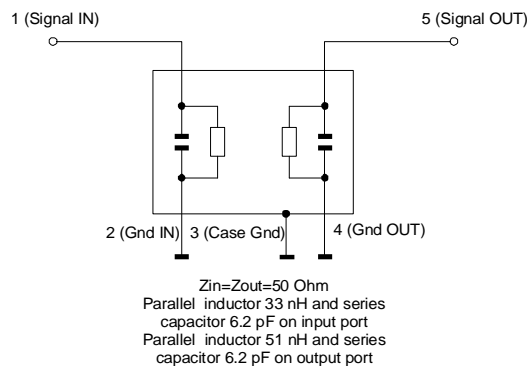 1 (Signal IN)
5 (Signal OUT)
2 (Gnd IN)
3 (Case Gnd)
4 (Gnd OUT)
Zin=Zout=50 Ohm
Parallel inductor 33 nH and series
capacitor 6.2 pF on input port
Parallel inductor 51 nH and series
capacitor 6.2 pF on output port